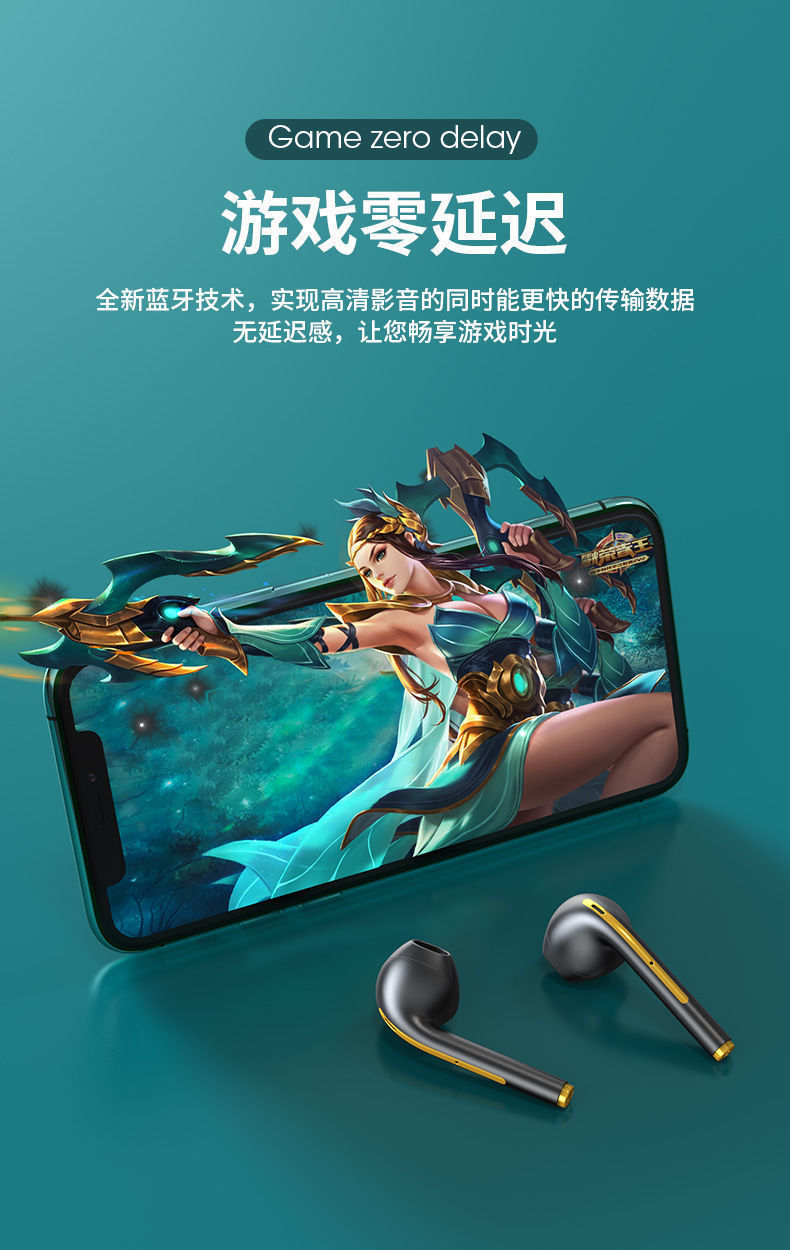 Game zero delay
游戏零延迟
全新蓝牙技术，实现高清影音的同时能更快的传输数据
无延迟感，让您畅享游戏时光